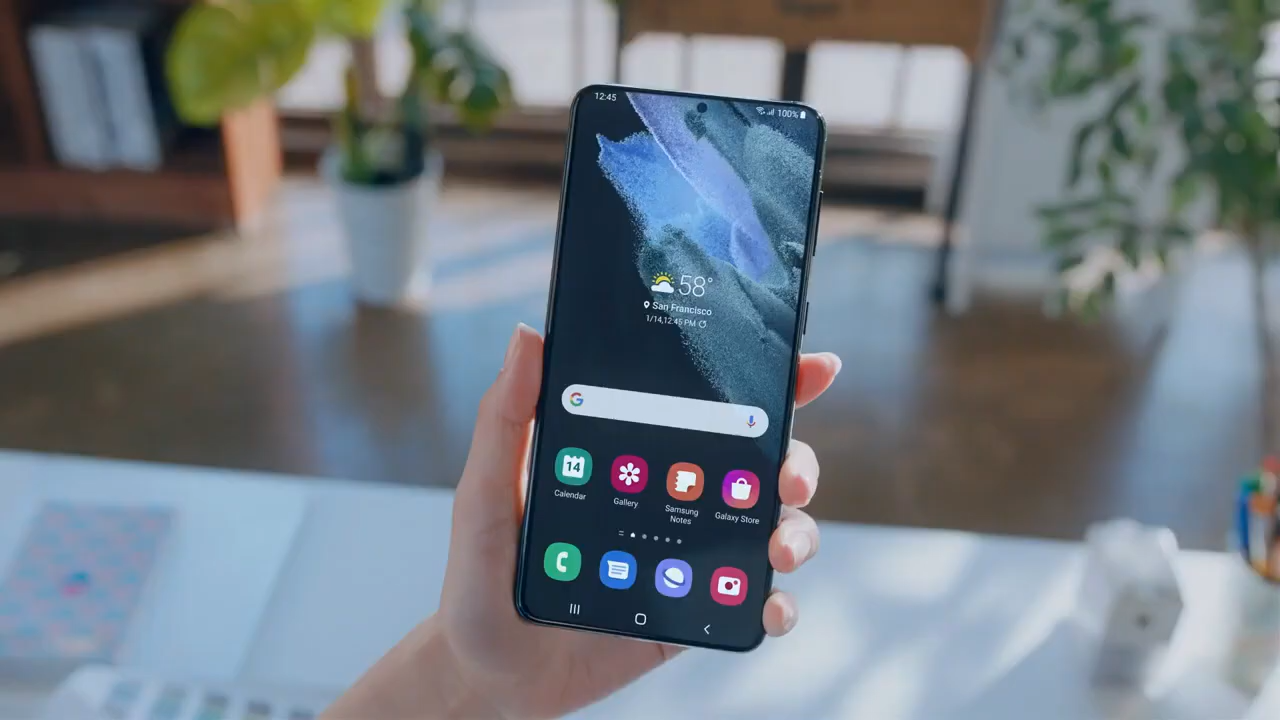 12:45
100%
58°
San Francisco
1/14,12:45 PM
G
14
Calendar
Gallery
Samsung
Notes
Galaxy Store